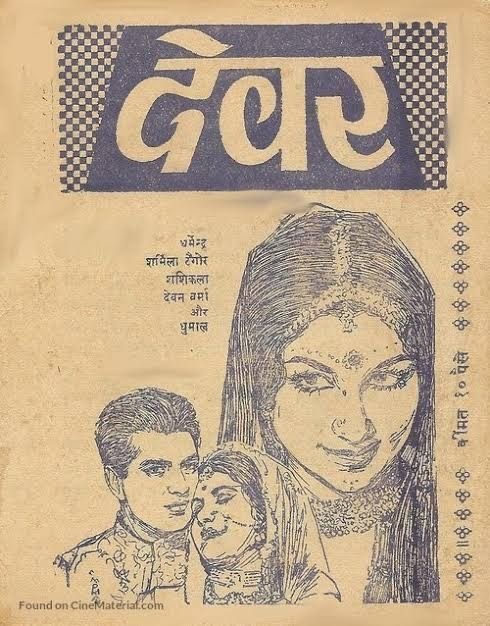 देवर
धर्मेन्द्र
शर्मिला टैगोर
शशिकला
देवन वर्मा
और
धुमाल
कीमत १० पैसे
Found on CineMaterial.com